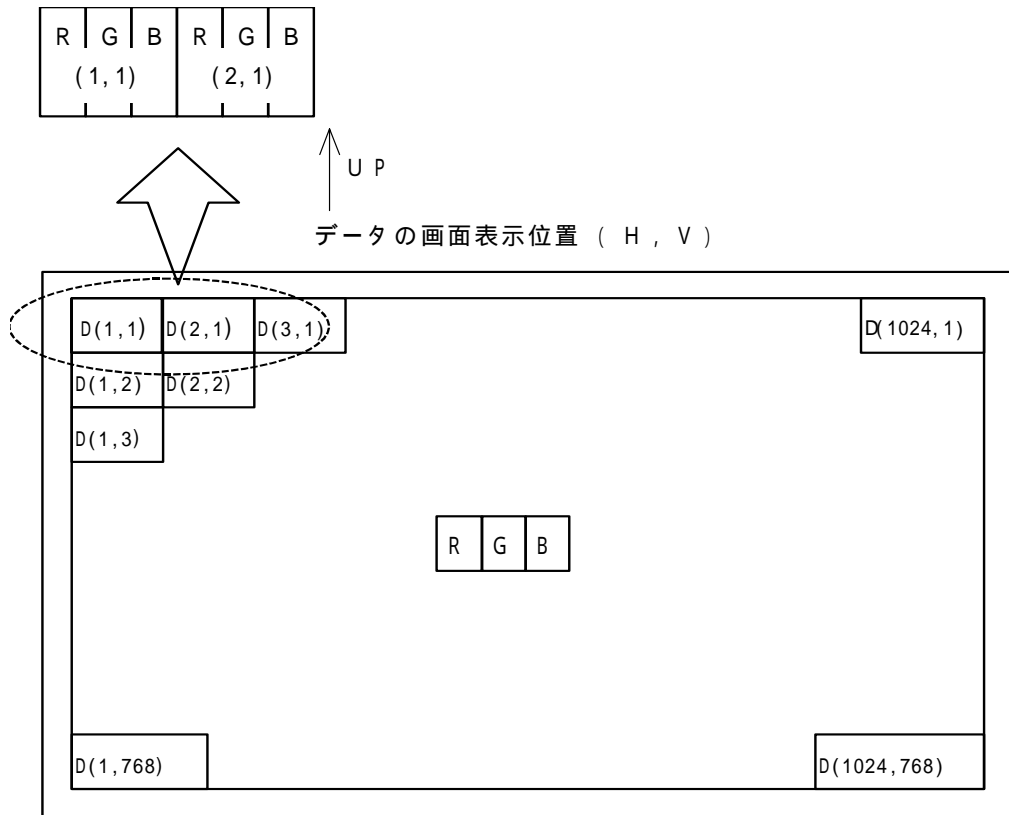 R G B R G B
(1,1) (2,1)
UP
データの画面表示位置 (H,V)
D(1,1) D(2,1) D(3,1) D(1024,1)
D(1,2) D(2,2)
D(1,3)
R G B
D(1,768) D(1024,768)